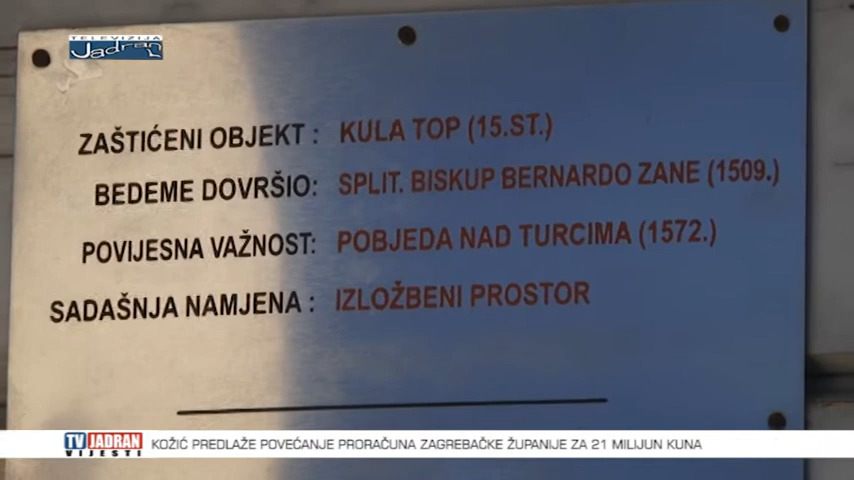 TELEVIZIJA
Jadran
ZAŠTIĆENI OBJEKT : KULA TOP (15.ST.)
BEDEME DOVRŠIO: SPLIT. BISKUP BERNARDO ZANE (1509.)
POVIJESNA VAŽNOST: POBJEDA NAD TURCIMA (1572.)
SADAŠNJA NAMJENA : IZLOŽBENI PROSTOR
TV JADRAN KOŽIĆ PREDLAŽE POVEĆANJE PRORAČUNA ZAGREBAČKE ŽUPANIJE ZA 21 MILIJUN KUNA
VIJESTI